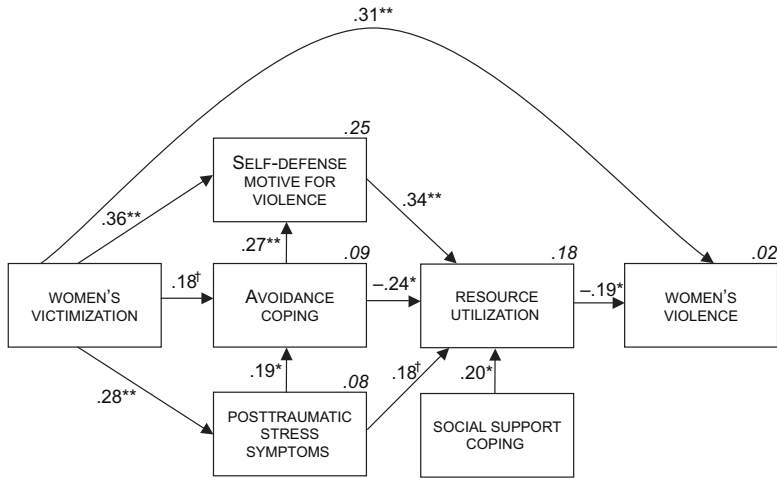 .31**
.25
SELF-DEFENSE
MOTIVE FOR
VIOLENCE
.36**
.34**
.27**
.09
.18
.02
WOMEN'S
VICTIMIZATION
.18†
AVOIDANCE
COPING
–.24*
RESOURCE
UTILIZATION
–.19*
WOMEN'S
VIOLENCE
.28**
.19*
.08
.18†
.20*
POSTTRAUMATIC
STRESS
SYMPTOMS
SOCIAL SUPPORT
COPING